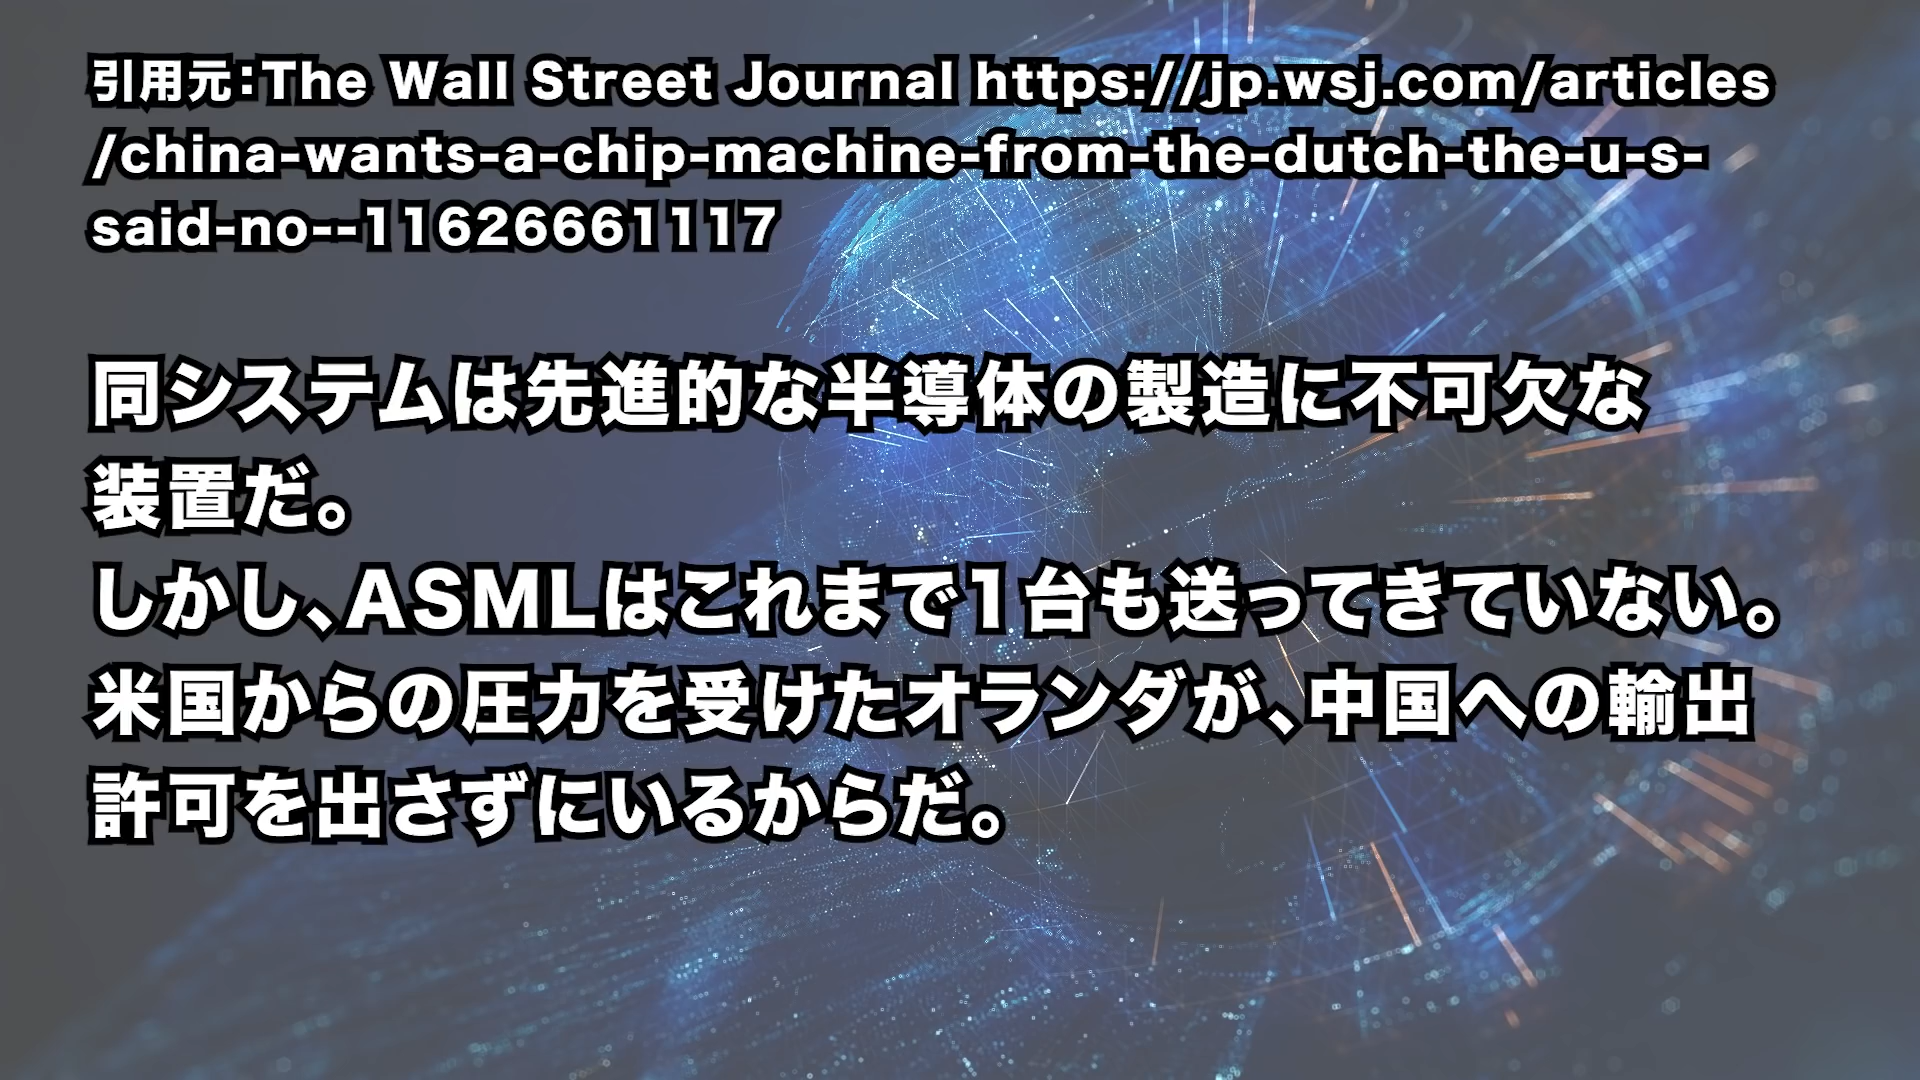 引用元：The Wall Street Journal https://jp.wsj.com/articles
/china-wants-a-chip-machine-from-the-dutch-the-u-s-
said-no--11626661117
同システムは先進的な半導体の製造に不可欠な
装置だ。
しかし、ASMLはこれまで1台も送ってきていない。
米国からの圧力を受けたオランダが、中国への輸出
許可を出さずにいるからだ。